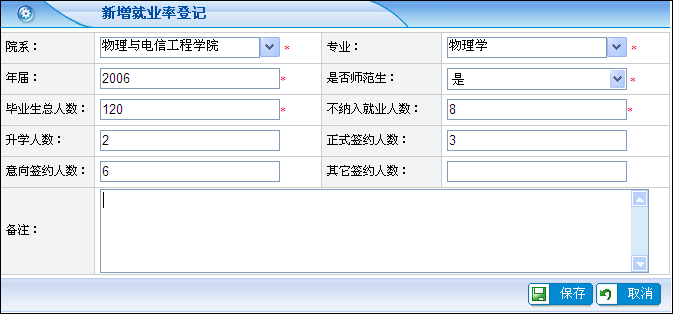 新增就业率登记
院系： 物理与电信工程学院 * 专业： 物理学 *
年届： 2006 * 是否师范生： 是 *
毕业生总人数： 120 * 不纳入就业人数： 8 *
升学人数： 2 正式签约人数： 3
意向签约人数： 6 其它签约人数：
备注：
保存 取消